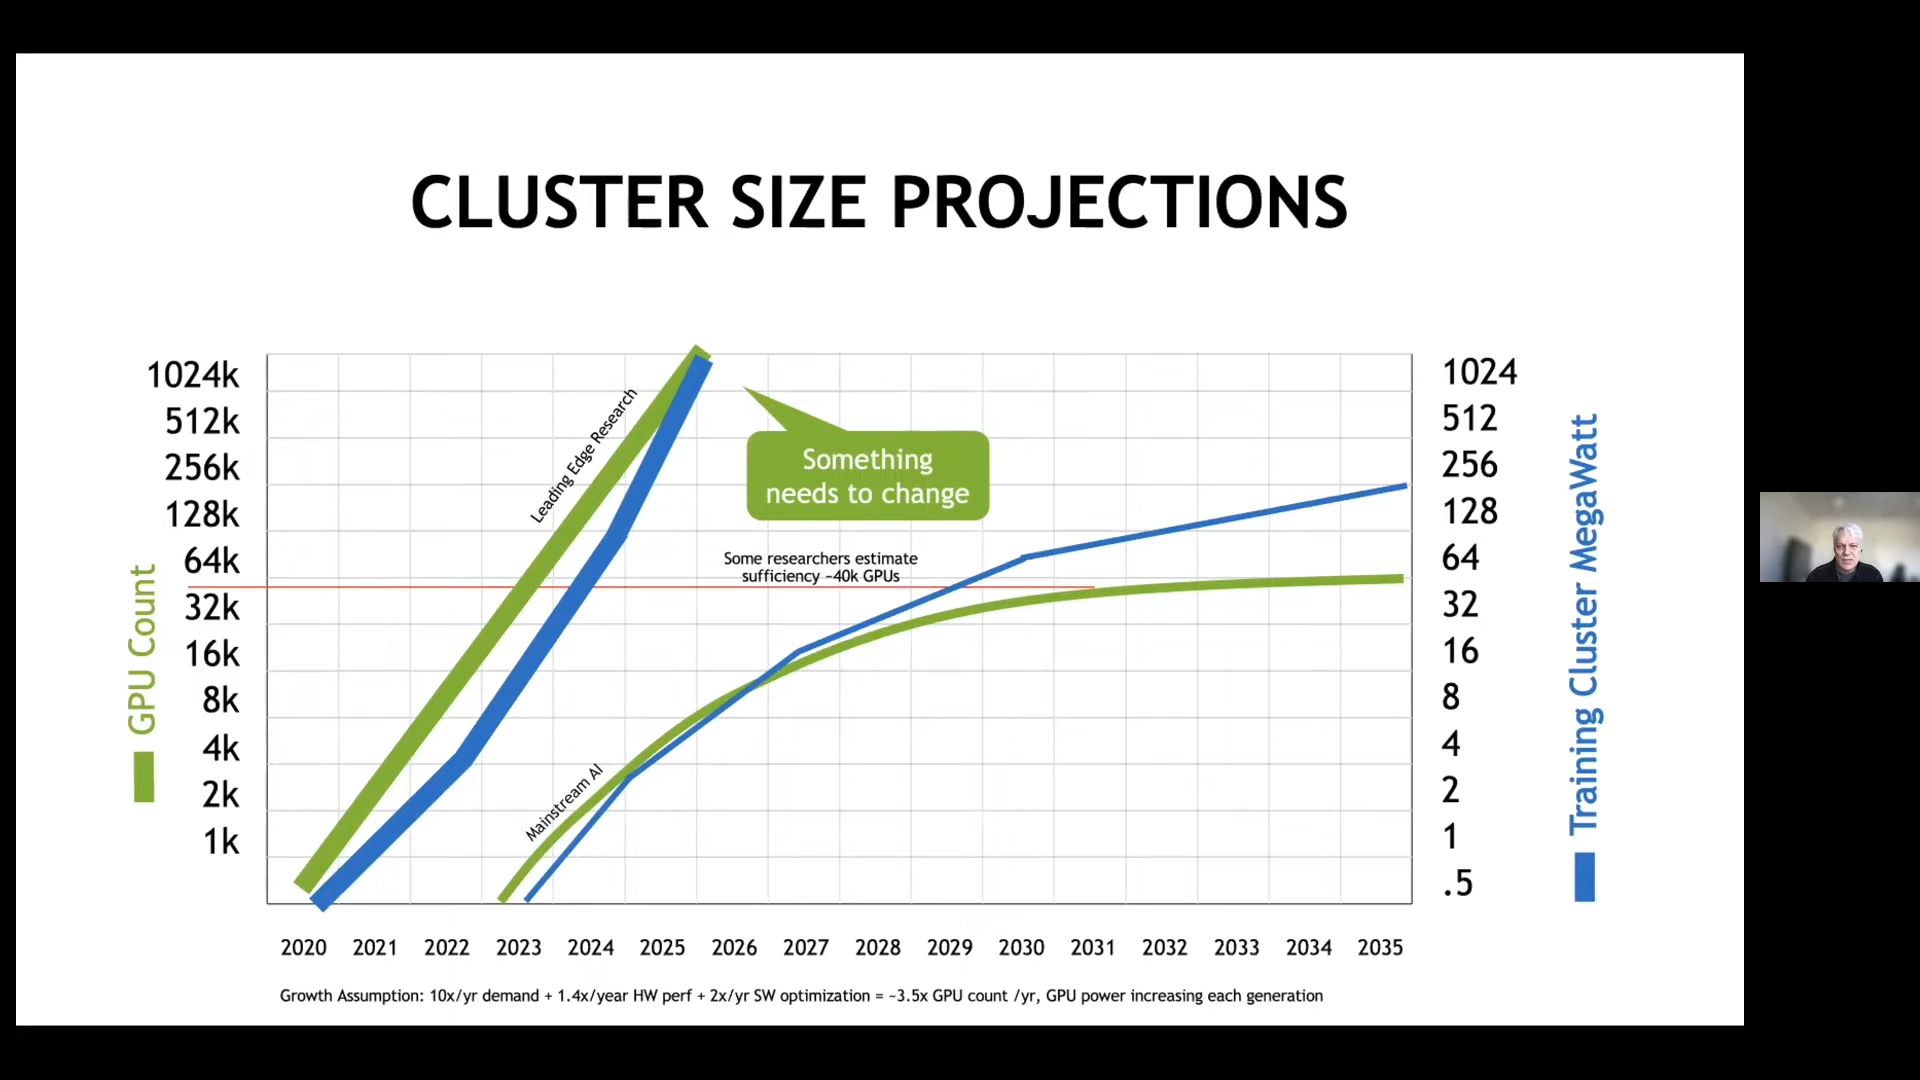 CLUSTER SIZE PROJECTIONS
1024k
512k
256k
128k
64k
32k
16k
8k
4k
2k
1k
GPU Count
Leading Edge Research
Something
needs to change
Some researchers estimate
sufficiency ~40k GPUs
Mainstream AI
1024
512
256
128
64
32
16
8
4
2
1
.5
Training Cluster MegaWatt
2020 2021 2022 2023 2024 2025 2026 2027 2028 2029 2030 2031 2032 2033 2034 2035
Growth Assumption: 10x/yr demand + 1.4x/year HW perf + 2x/yr SW optimization = ~3.5x GPU count /yr, GPU power increasing each generation